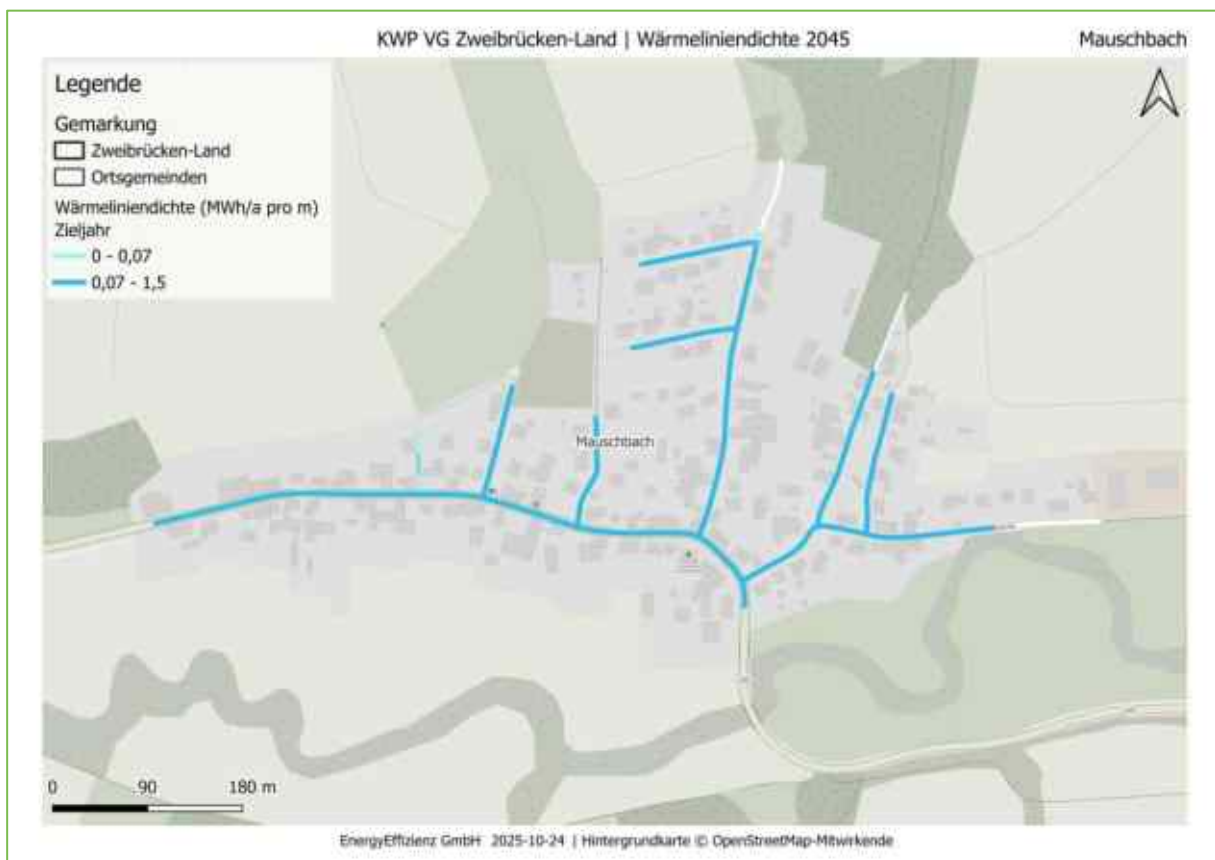 KWP VG Zweibrücken-Land | Wärmeliniendichte 2045
Mauschbach
Legende
Gemarkung
Zweibrücken-Land
Ortsgemeinden
Wärmeliniendichte (MWh/a pro m)
Zieljahr
0 - 0,07
0,07 - 1,5
Mauschbach
0 90 180 m
EnergyEffizienz GmbH 2025-10-24 | Hintergrundkarte © OpenStreetMap-Mitwirkende